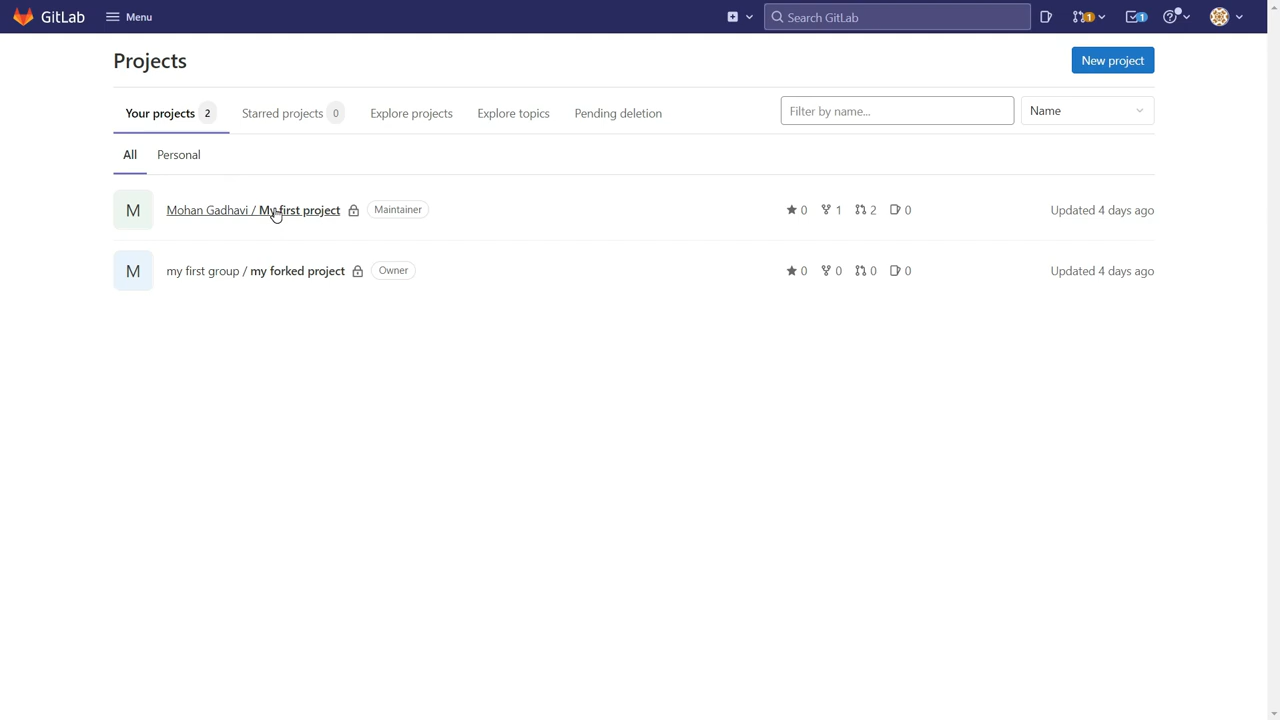 GitLab Menu Search GitLab 1 1
Projects New project
Your projects 2 Starred projects 0 Explore projects Explore topics Pending deletion Filter by name... Name
All Personal
M Mohan Gadhavi / My first project Maintainer 0 1 2 0 Updated 4 days ago
M my first group / my forked project Owner 0 0 0 0 Updated 4 days ago